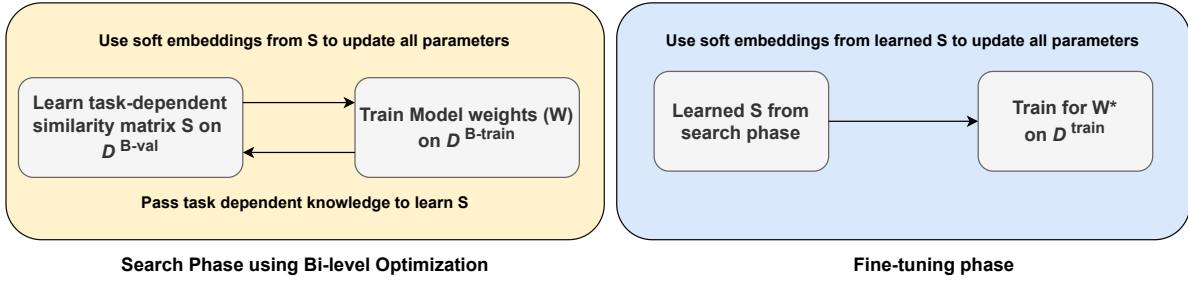 Use soft embeddings from S to update all parameters
Learn task-dependent
similarity matrix S on
D B-val
Train Model weights (W)
on D B-train
Pass task dependent knowledge to learn S
Search Phase using Bi-level Optimization
Use soft embeddings from learned S to update all parameters
Learned S from
search phase
Train for W*
on D train
Fine-tuning phase